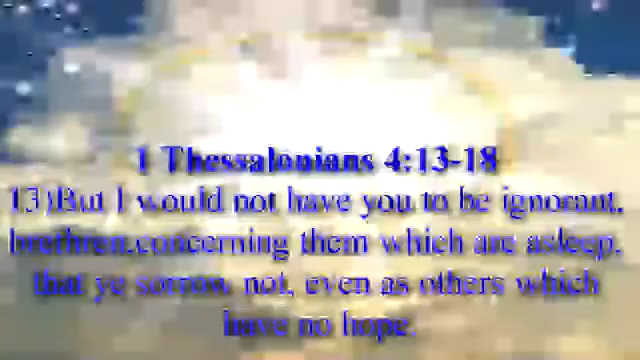 1 Thessalonians 4:13-18
13)But I would not have you to be ignorant,
brethren,concerning them which are asleep,
that ye sorrow not, even as others which
have no hope.